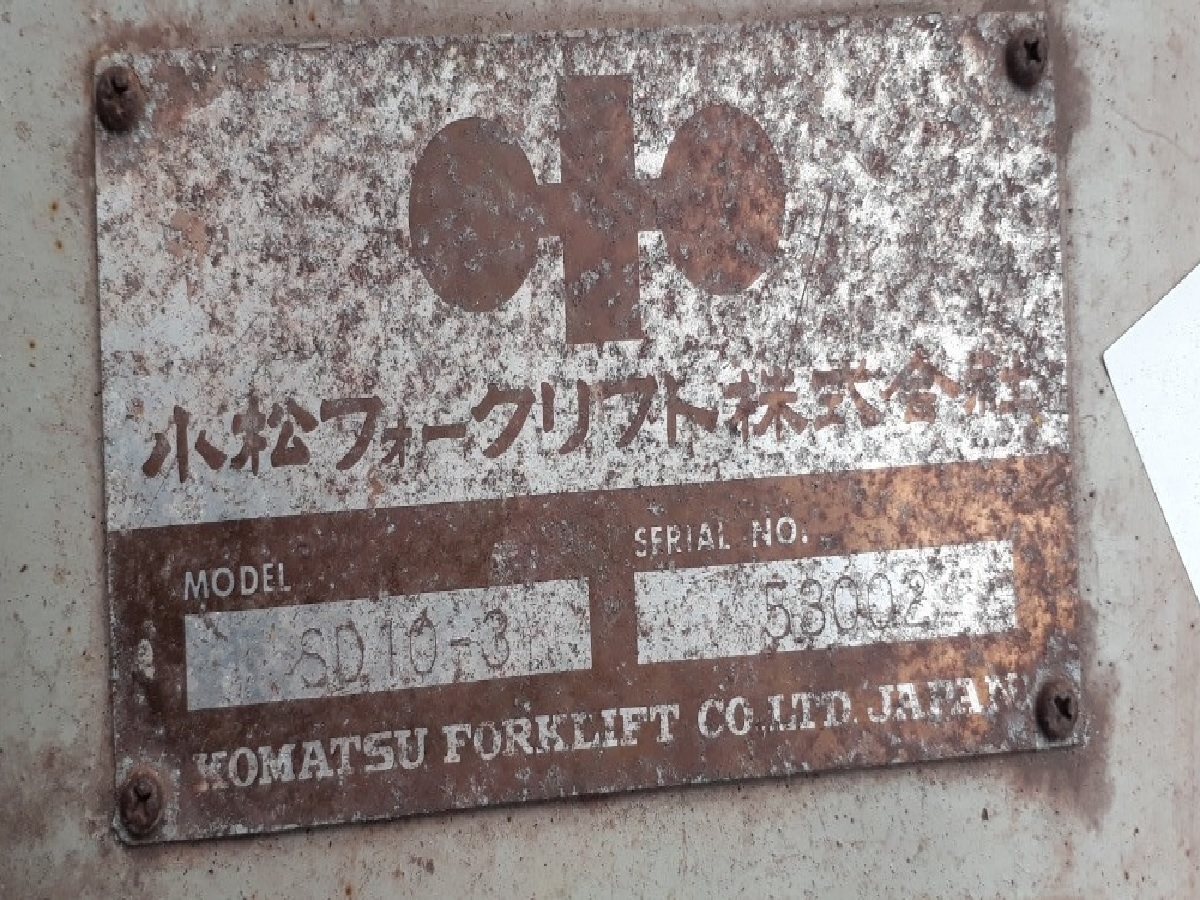 小松フォークリフト株式会社
MODEL
SERIAL NO.
SD10-3
53002
KOMATSU FORKLIFT CO.,LTD. JAPAN